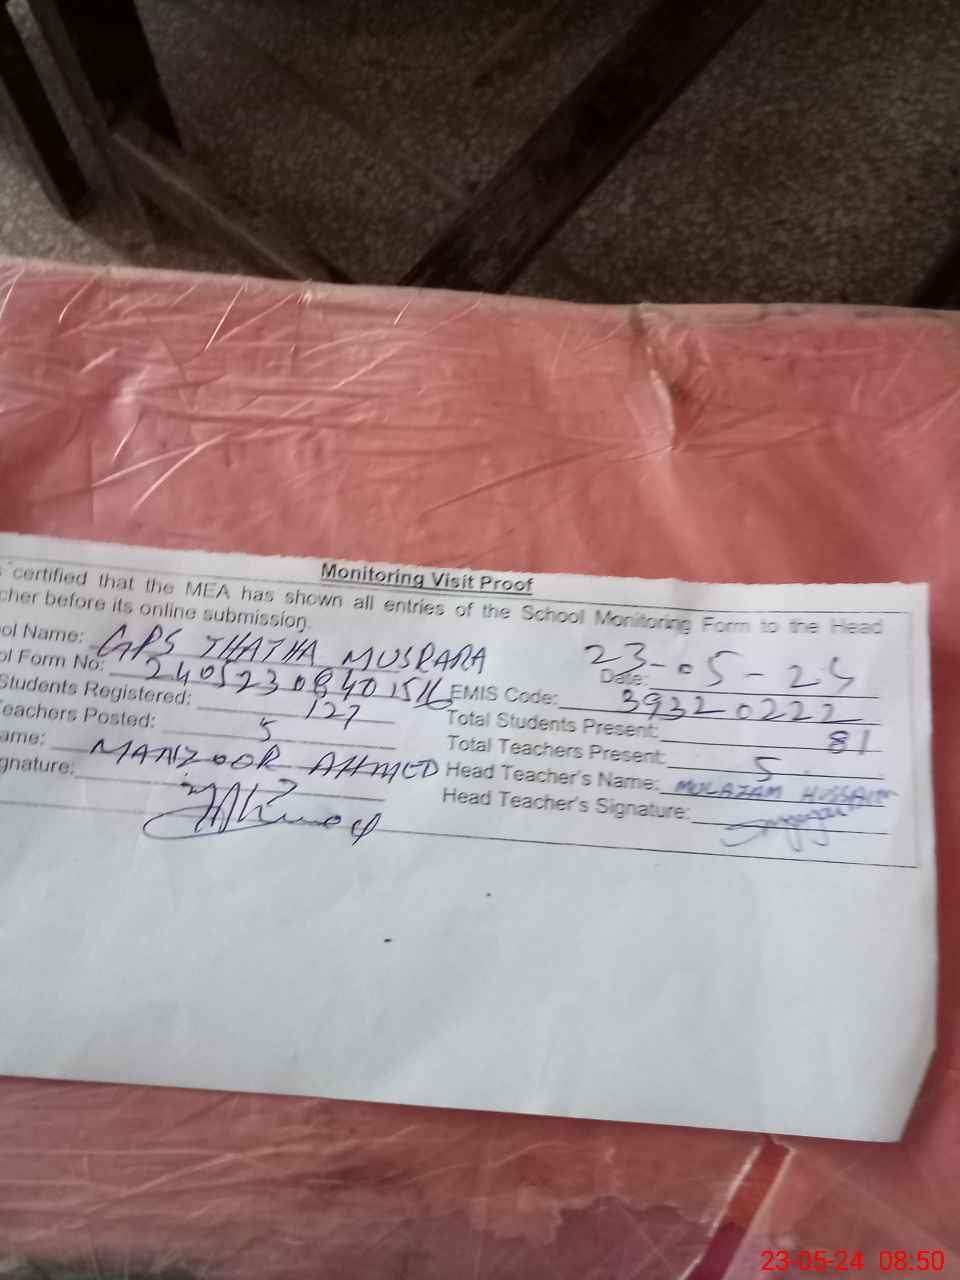 Monitoring Visit Proof
certified that the MEA has shown all entries of the School Monitoring Form to the Head
cher before its online submission.
ol Name: GPS THATHA MUSRARA Date: 23-05-24
ol Form No: 24052308401516 EMIS Code: 39320222
Students Registered: 127 Total Students Present: 81
eachers Posted: 5 Total Teachers Present: 5
ame: MANZOOR AHMED Head Teacher's Name: MULAZAM HUSSAIN
gnature: Head Teacher's Signature:
23-05-24 08:50